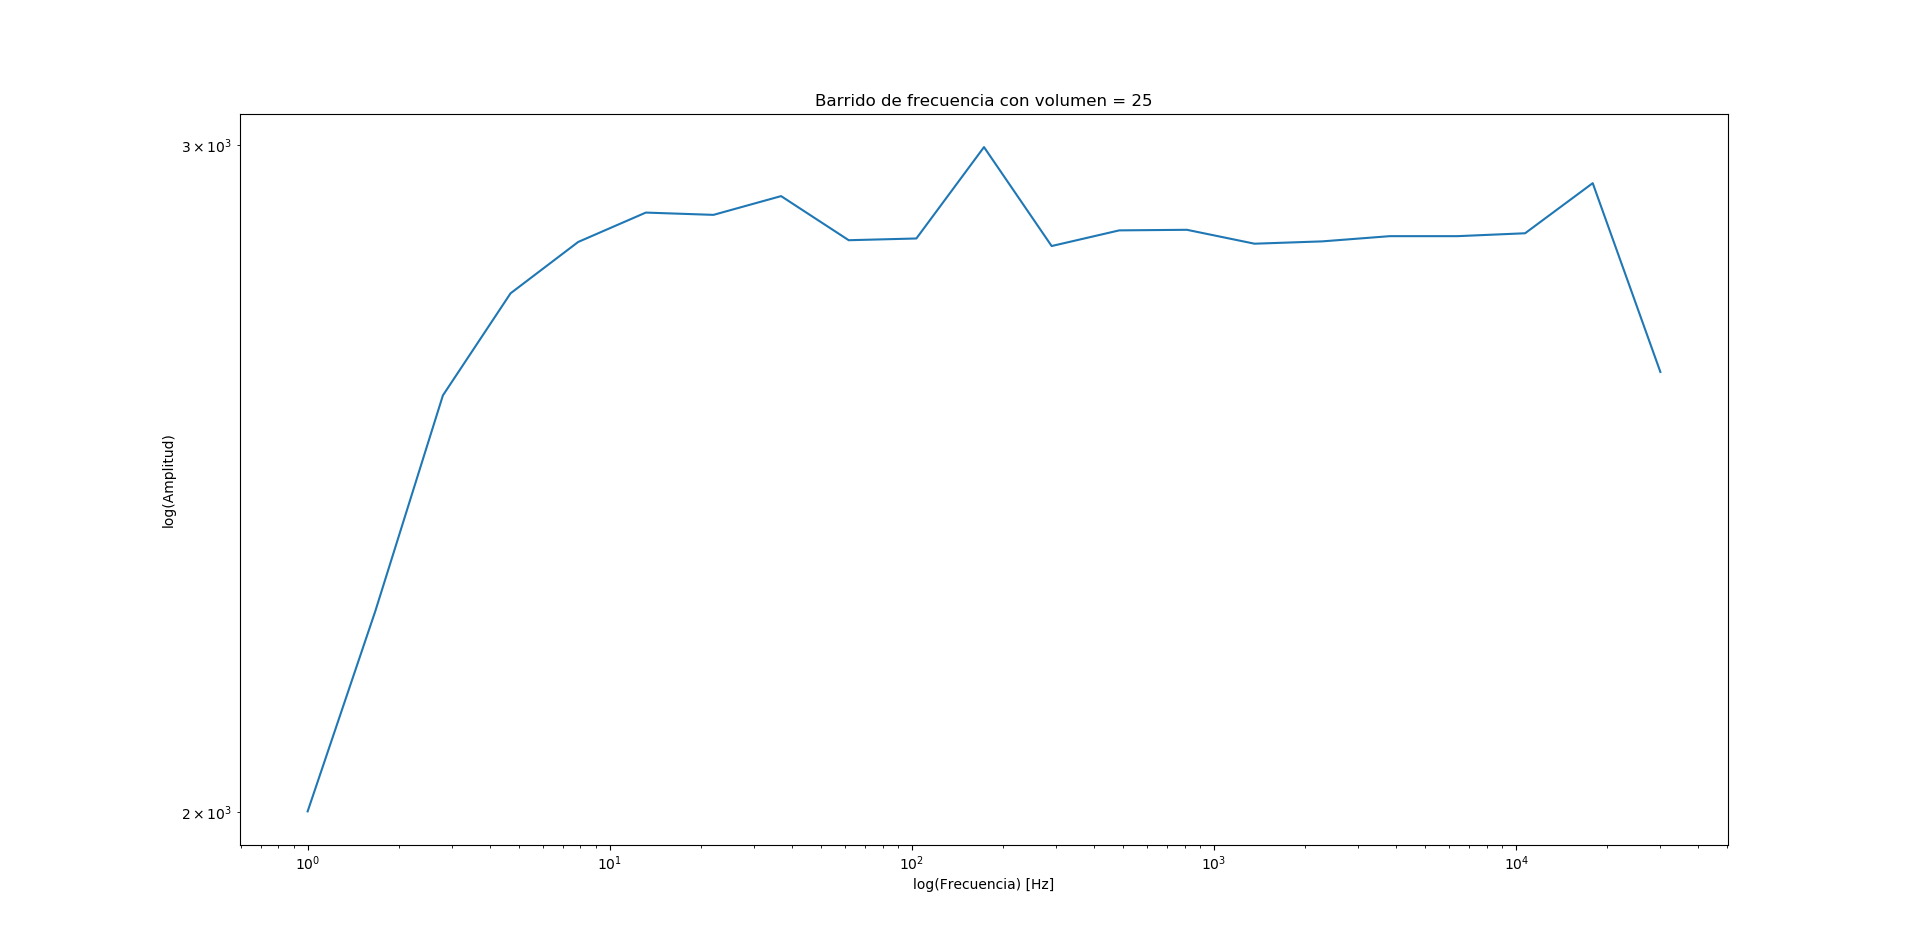 Barrido de frecuencia con volumen = 25
3 × 10³
log(Amplitud)
2 × 10³
10⁰ 10¹ 10² 10³ 10⁴
log(Frecuencia) [Hz]